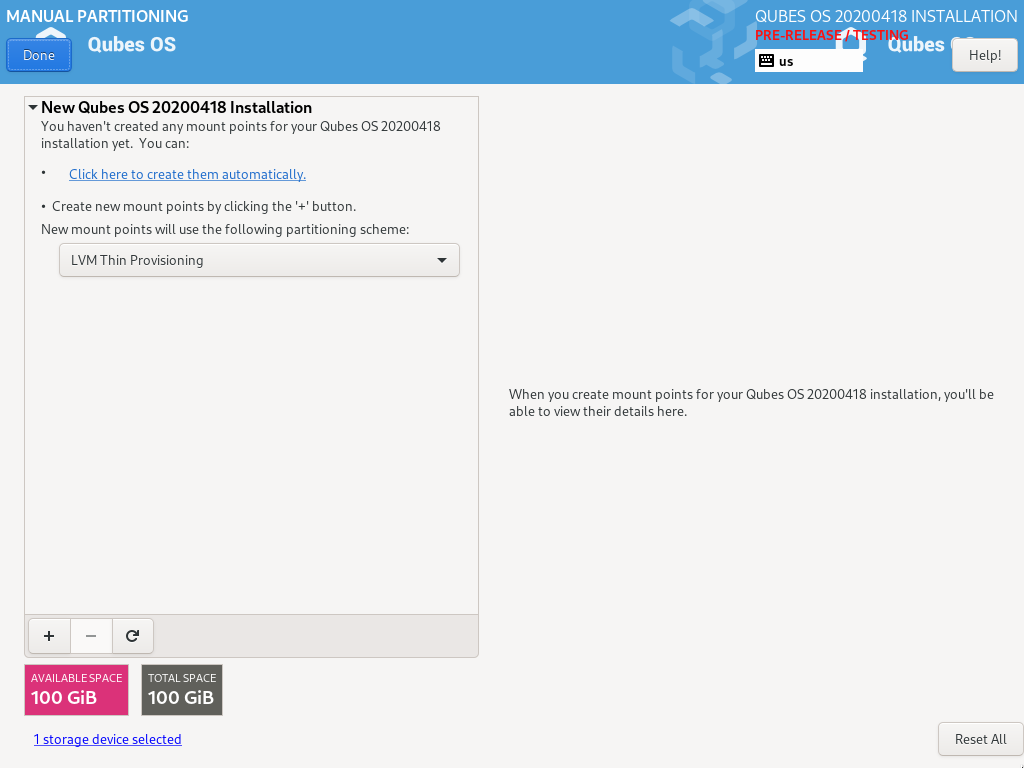 MANUAL PARTITIONING
Qubes OS
Done
QUBES OS 20200418 INSTALLATION
PRE-RELEASE / TESTING
Qubes
us
Help!
New Qubes OS 20200418 Installation
You haven't created any mount points for your Qubes OS 20200418
installation yet.  You can:
• Click here to create them automatically.
• Create new mount points by clicking the '+' button.
New mount points will use the following partitioning scheme:
LVM Thin Provisioning
When you create mount points for your Qubes OS 20200418 installation, you'll be
able to view their details here.
+ −
AVAILABLE SPACE
100 GiB
TOTAL SPACE
100 GiB
1 storage device selected
Reset All